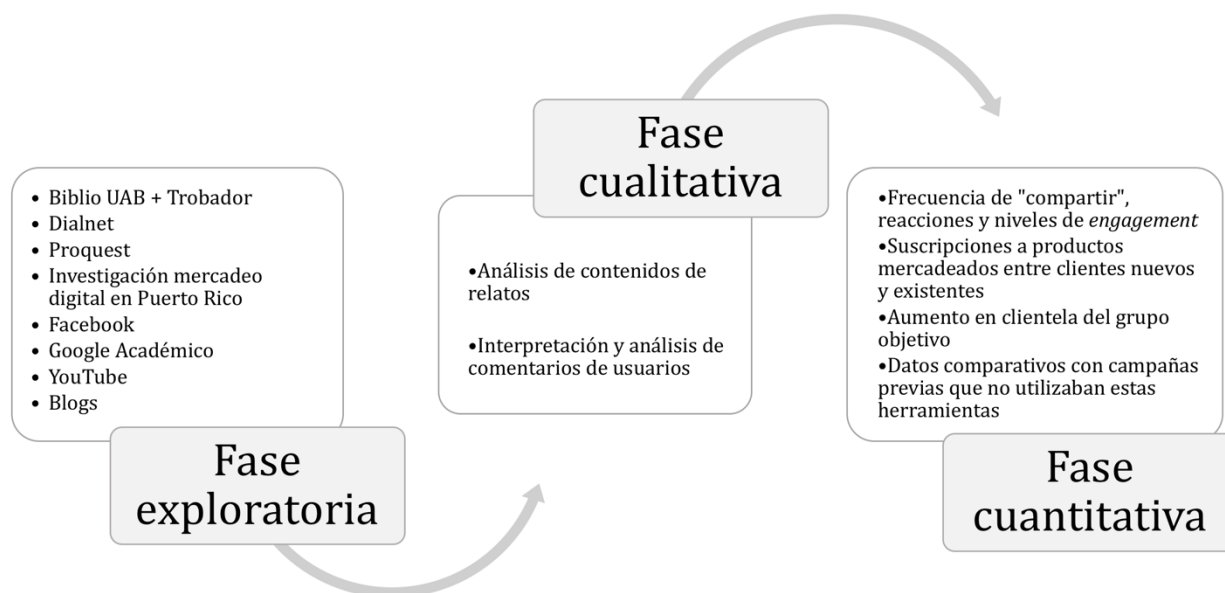 • Biblio UAB + Trobador
• Dialnet
• Proquest
• Investigación mercadeo
digital en Puerto Rico
• Facebook
• Google Académico
• YouTube
• Blogs
Fase
exploratoria
Fase
cualitativa
•Análisis de contenidos de
relatos
•Interpretación y análisis de
comentarios de usuarios
•Frecuencia de "compartir",
reacciones y niveles de engagement
•Suscripciones a productos
mercadeados entre clientes nuevos
y existentes
•Aumento en clientela del grupo
objetivo
•Datos comparativos con campañas
previas que no utilizaban estas
herramientas
Fase
cuantitativa